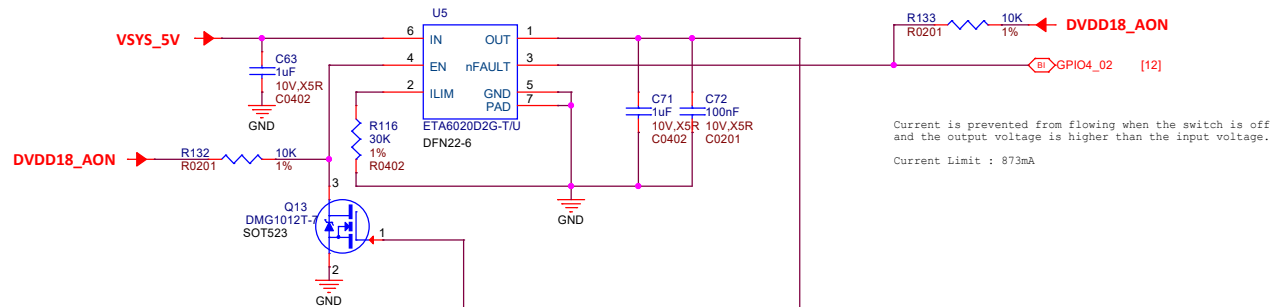 U5
R133
10K
R0201
1%
DVDD18_AON
VSYS_5V
6
IN
OUT
1
4
EN
nFAULT
3
BI
GPIO4_02
[12]
2
ILIM
GND
5
PAD
7
C63
1uF
10V,X5R
C0402
GND
ETA6020D2G-T/U
DFN22-6
C71
1uF
10V,X5R
C0402
C72
100nF
10V,X5R
C0201
R116
30K
1%
R0402
Current is prevented from flowing when the switch is off
and the output voltage is higher than the input voltage.
Current Limit : 873mA
DVDD18_AON
R132
10K
R0201
1%
3
GND
Q13
DMG1012T-7
SOT523
1
2
GND